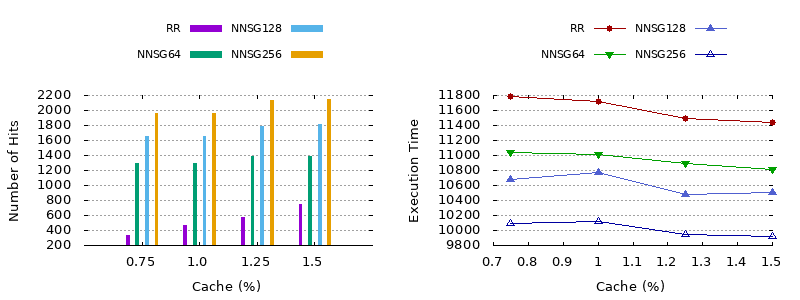 RR NNSG128
NNSG64 NNSG256
Number of Hits
2200
2000
1800
1600
1400
1200
1000
800
600
400
200
0.75 1.0 1.25 1.5
Cache (%)
RR NNSG128
NNSG64 NNSG256
Execution Time
11800
11600
11400
11200
11000
10800
10600
10400
10200
10000
9800
0.7 0.8 0.9 1 1.1 1.2 1.3 1.4 1.5
Cache (%)